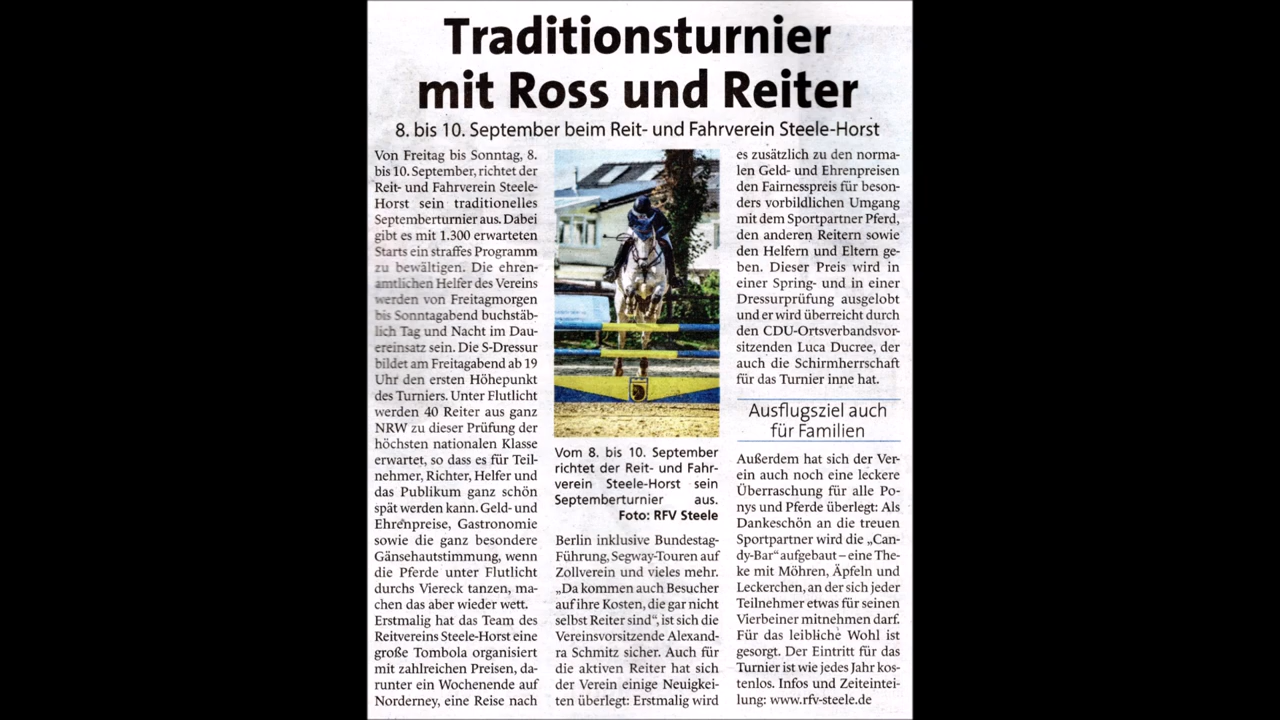 Traditionsturnier
mit Ross und Reiter
8. bis 10. September beim Reit- und Fahrverein Steele-Horst
Von Freitag bis Sonntag, 8.
bis 10. September, richtet der
Reit- und Fahrverein Steele-
Horst sein traditionelles
Septemberturnier aus. Dabei
gibt es mit 1.300 erwarteten
Starts ein straffes Programm
zu bewältigen. Die ehren-
amtlichen Helfer des Vereins
werden von Freitagmorgen
bis Sonntagabend buchstäb-
lich Tag und Nacht im Dau-
ereinsatz sein. Die S-Dressur
bildet am Freitagabend ab 19
Uhr den ersten Höhepunkt
des Turniers. Unter Flutlicht
werden 40 Reiter aus ganz
NRW zu dieser Prüfung der
höchsten nationalen Klasse
erwartet, so dass es für Teil-
nehmer, Richter, Helfer und
das Publikum ganz schön
spät werden kann. Geld- und
Ehrenpreise, Gastronomie
sowie die ganz besondere
Gänsehautstimmung, wenn
die Pferde unter Flutlicht
durchs Viereck tanzen, ma-
chen das aber wieder wett.
Erstmalig hat das Team des
Reitvereins Steele-Horst eine
große Tombola organisiert
mit zahlreichen Preisen, da-
runter ein Wochenende auf
Norderney, eine Reise nach
Vom 8. bis 10. September
richtet der Reit- und Fahr-
verein Steele-Horst sein
Septemberturnier aus.
Foto: RFV Steele
Berlin inklusive Bundestag-
Führung, Segway-Touren auf
Zollverein und vieles mehr.
„Da kommen auch Besucher
auf ihre Kosten, die gar nicht
selbst Reiter sind“, ist sich die
Vereinsvorsitzende Alexand-
ra Schmitz sicher. Auch für
die aktiven Reiter hat sich
der Verein einige Neuigkei-
ten überlegt: Erstmalig wird
es zusätzlich zu den norma-
len Geld- und Ehrenpreisen
den Fairnesspreis für beson-
ders vorbildlichen Umgang
mit dem Sportpartner Pferd,
den anderen Reitern sowie
den Helfern und Eltern ge-
ben. Dieser Preis wird in
einer Spring- und in einer
Dressurprüfung ausgelobt
und er wird überreicht durch
den CDU-Ortsverbandsvor-
sitzenden Luca Ducree, der
auch die Schirmherrschaft
für das Turnier inne hat.
Ausflugsziel auch
für Familien
Außerdem hat sich der Ver-
ein auch noch eine leckere
Überraschung für alle Po-
nys und Pferde überlegt: Als
Dankeschön an die treuen
Sportpartner wird die „Can-
dy-Bar“ aufgebaut – eine The-
ke mit Möhren, Äpfeln und
Leckerchen, an der sich jeder
Teilnehmer etwas für seinen
Vierbeiner mitnehmen darf.
Für das leibliche Wohl ist
gesorgt. Der Eintritt für das
Turnier ist wie jedes Jahr kos-
tenlos. Infos und Zeiteintei-
lung: www.rfv-steele.de